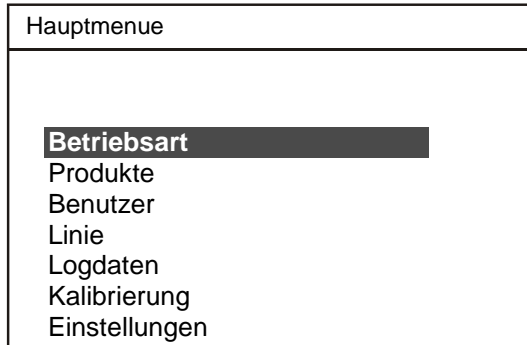 Hauptmenue
Betriebsart
Produkte
Benutzer
Linie
Logdaten
Kalibrierung
Einstellungen